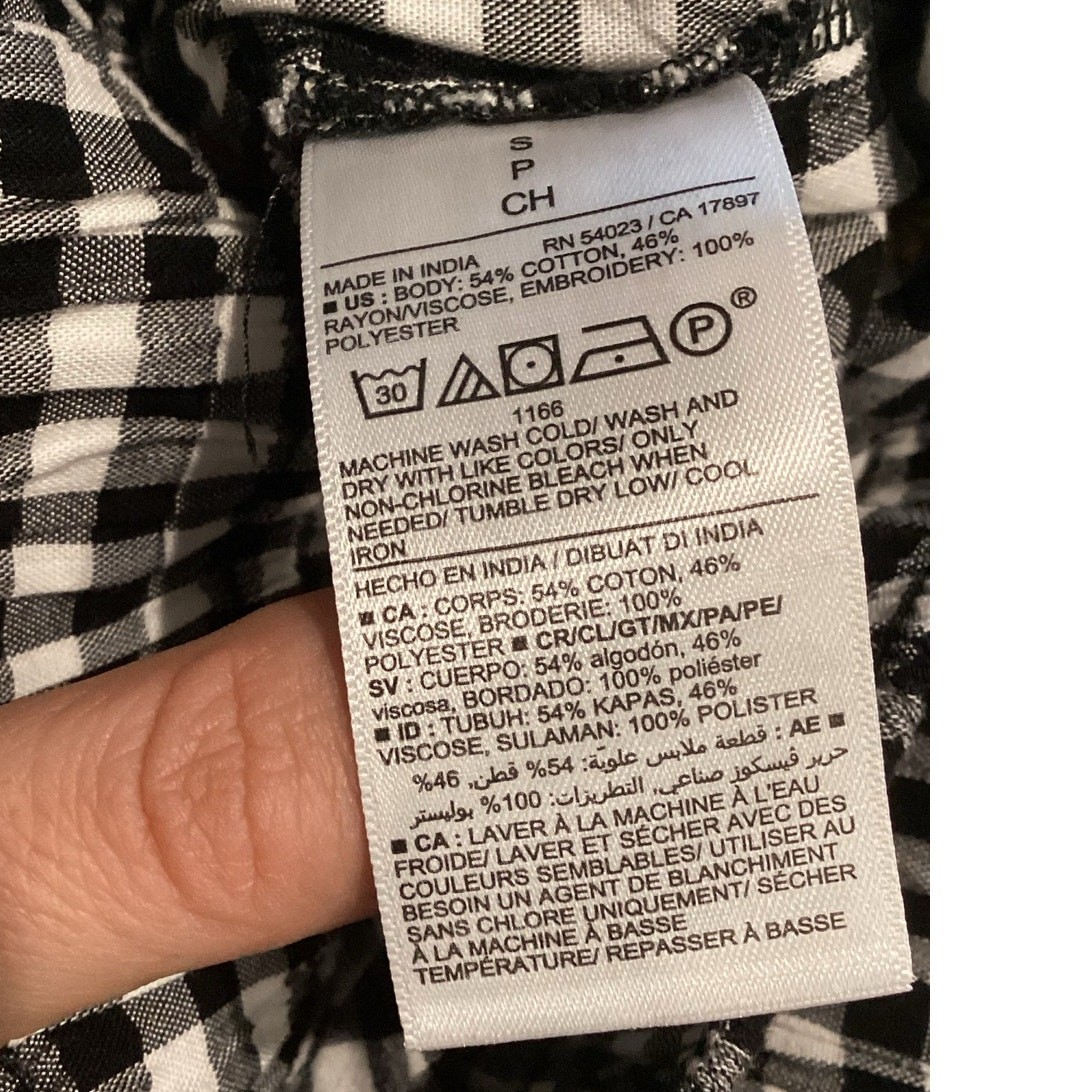 S
P
CH
RN 54023 / CA 17897
MADE IN INDIA
■ US : BODY: 54% COTTON, 46%
RAYON/VISCOSE, EMBROIDERY: 100%
POLYESTER
30
P ®
1166
MACHINE WASH COLD/ WASH AND
DRY WITH LIKE COLORS/ ONLY
NON-CHLORINE BLEACH WHEN
NEEDED/ TUMBLE DRY LOW/ COOL
IRON
HECHO EN INDIA / DIBUAT DI INDIA
■ CA : CORPS: 54% COTON, 46%
VISCOSE, BRODERIE: 100%
POLYESTER ■ CR/CL/GT/MX/PA/PE/
SV : CUERPO: 54% algodón, 46%
viscosa, BORDADO: 100% poliéster
■ ID : TUBUH: 54% KAPAS, 46%
VISCOSE, SULAMAN: 100% POLISTER
■ AE : قطعة ملابس علوية: 54% قطن, 46%
حرير ڤيسكوز صناعي, التطريزات: 100% بوليستر
■ CA : LAVER À LA MACHINE À L'EAU
FROIDE/ LAVER ET SÉCHER AVEC DES
COULEURS SEMBLABLES/ UTILISER AU
BESOIN UN AGENT DE BLANCHIMENT
SANS CHLORE UNIQUEMENT/ SÉCHER
À LA MACHINE À BASSE
TEMPÉRATURE/ REPASSER À BASSE